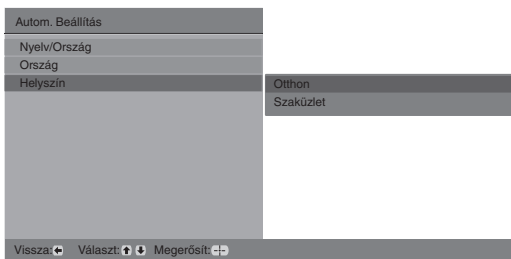 Autom. Beállítás
Nyelv/Ország
Ország
Helyszín
Otthon
Szaküzlet
Vissza: Választ: Megerősít: